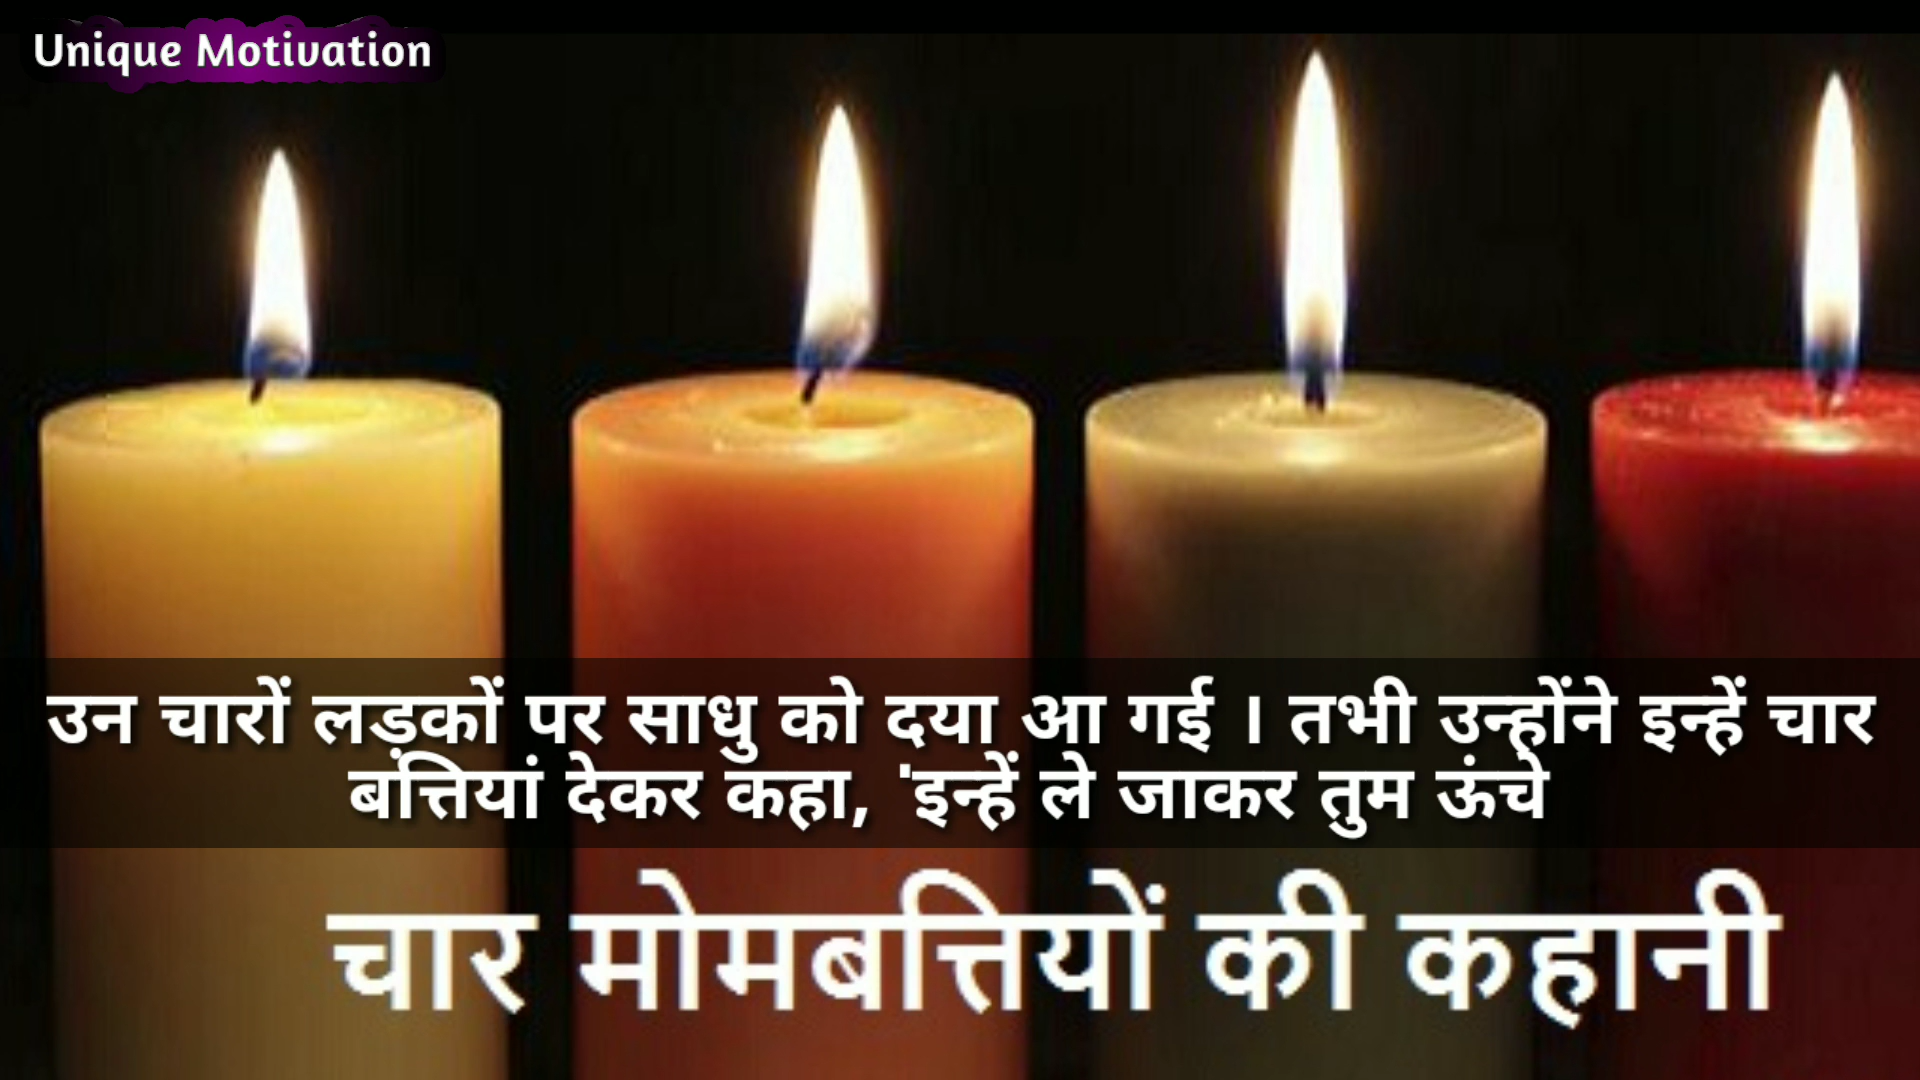 Unique Motivation
उन चारों लड़कों पर साधु को दया आ गई । तभी उन्होंने इन्हें चार
बत्तियां देकर कहा, 'इन्हें ले जाकर तुम ऊंचे
चार मोमबत्तियों की कहानी